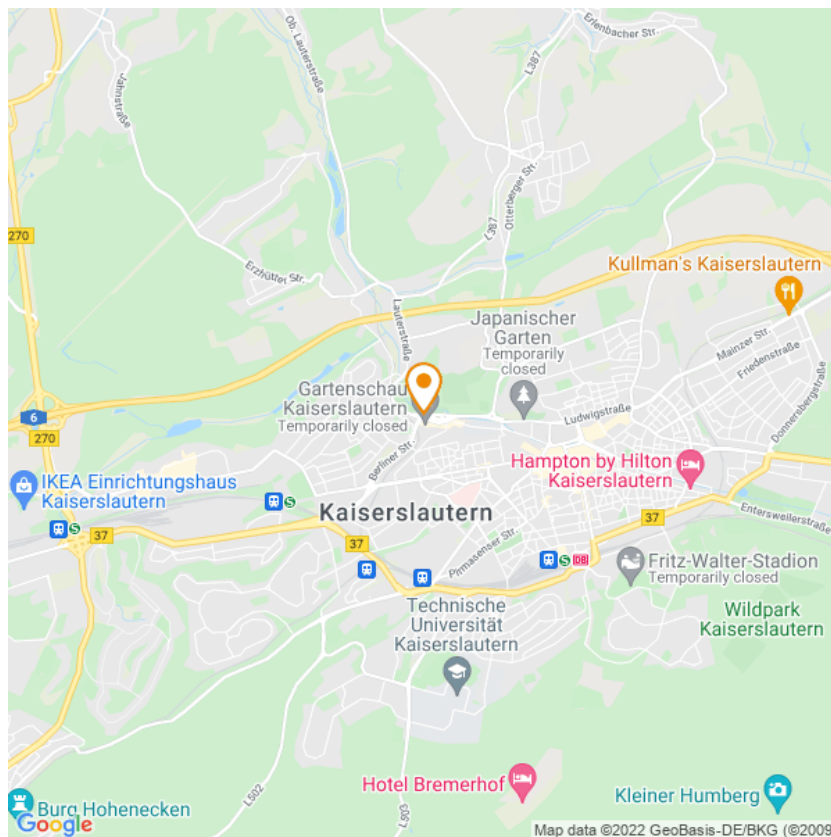 Erlenbacher Str.
Ob. Lauterstraße
L387
Jahnstraße
Otterberger Str.
L387
270
Erzhütter Str.
Kullman's Kaiserslautern
Lauterstraße
Japanischer
Garten
Temporarily
closed
Mainzer Str.
Friedenstraße
Donnersbergstraße
Gartenschau
Kaiserslautern
Temporarily closed
Ludwigstraße
6
270
Berliner Str.
Hampton by Hilton
Kaiserslautern
IKEA Einrichtungshaus
Kaiserslautern
S
Kaiserslautern
37
Entersweilerstraße
S
37
37
Pirmasenser Str.
S
DB
Fritz-Walter-Stadion
Temporarily closed
Technische
Universität
Kaiserslautern
Wildpark
Kaiserslautern
Hotel Bremerhof
Kleiner Humberg
L502
L503
Burg Hohenecken
Google
Map data ©2022 GeoBasis-DE/BKG (©2009